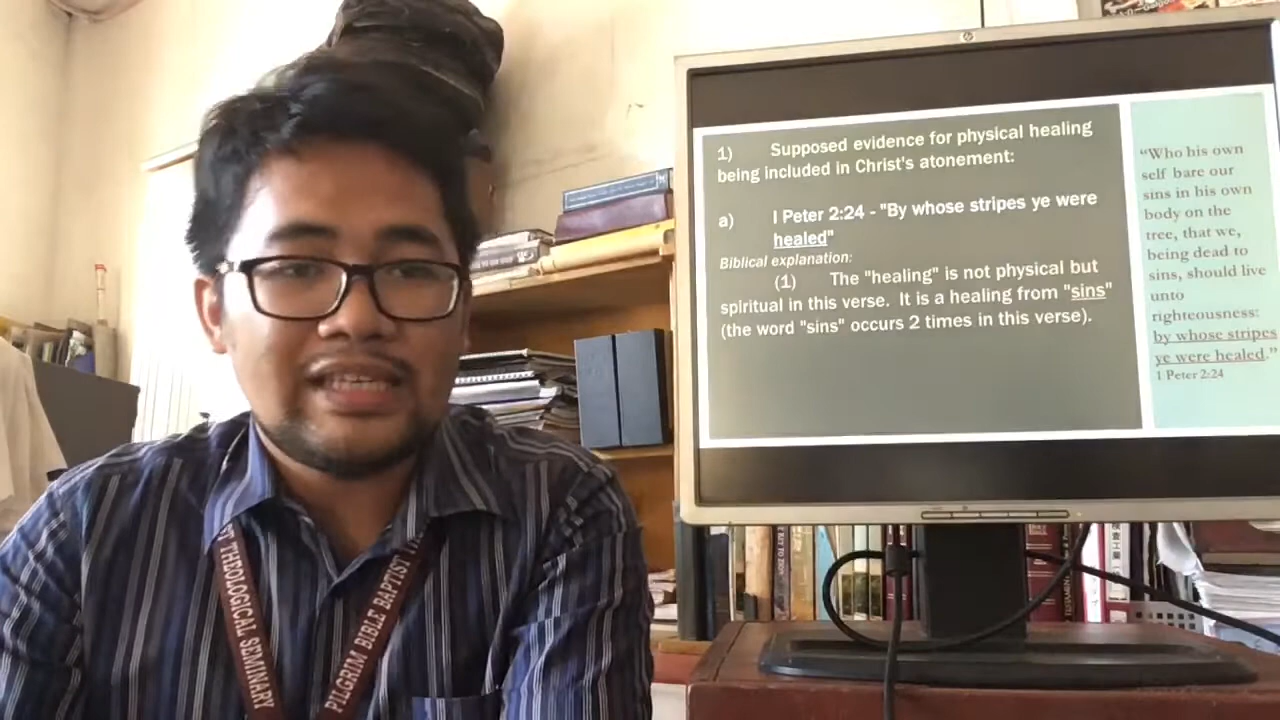 1) Supposed evidence for physical healing
being included in Christ's atonement:
a) I Peter 2:24 - "By whose stripes ye were
healed"
Biblical explanation:
(1) The "healing" is not physical but
spiritual in this verse. It is a healing from "sins"
(the word "sins" occurs 2 times in this verse).
“Who his own
self bare our
sins in his own
body on the
tree, that we,
being dead to
sins, should live
unto
righteousness:
by whose stripes
ye were healed.”
1 Peter 2:24
THEOLOGICAL SEMINARY
PILGRIM BIBLE BAPTIST